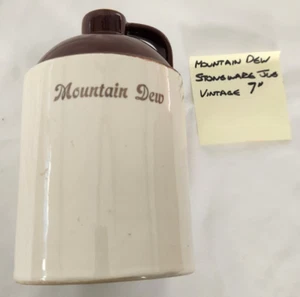 Mountain Dew
MOUNTAIN DEW
STONEWARE JUG
VINTAGE 7"